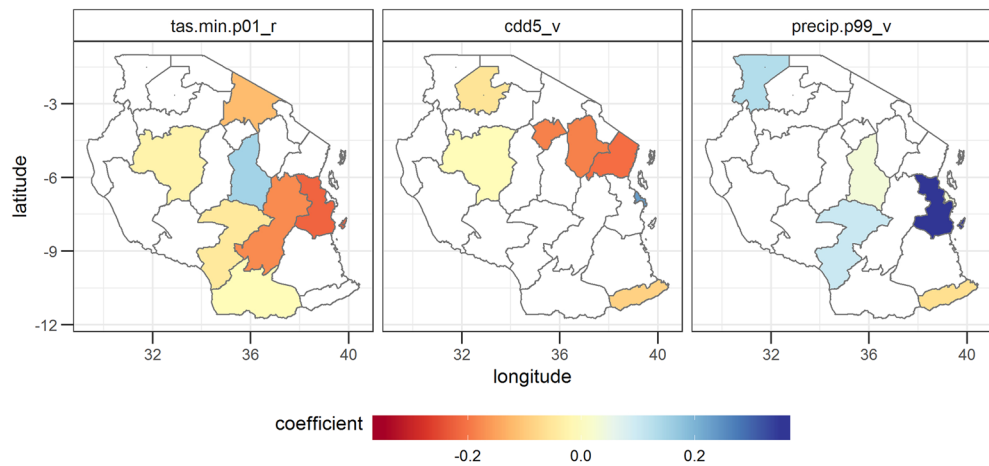 tas.min.p01_r cdd5_v precip.p99_v
-3
-6
-9
-12
latitude
32 36 40 32 36 40 32 36 40
longitude
coefficient
-0.2 0.0 0.2